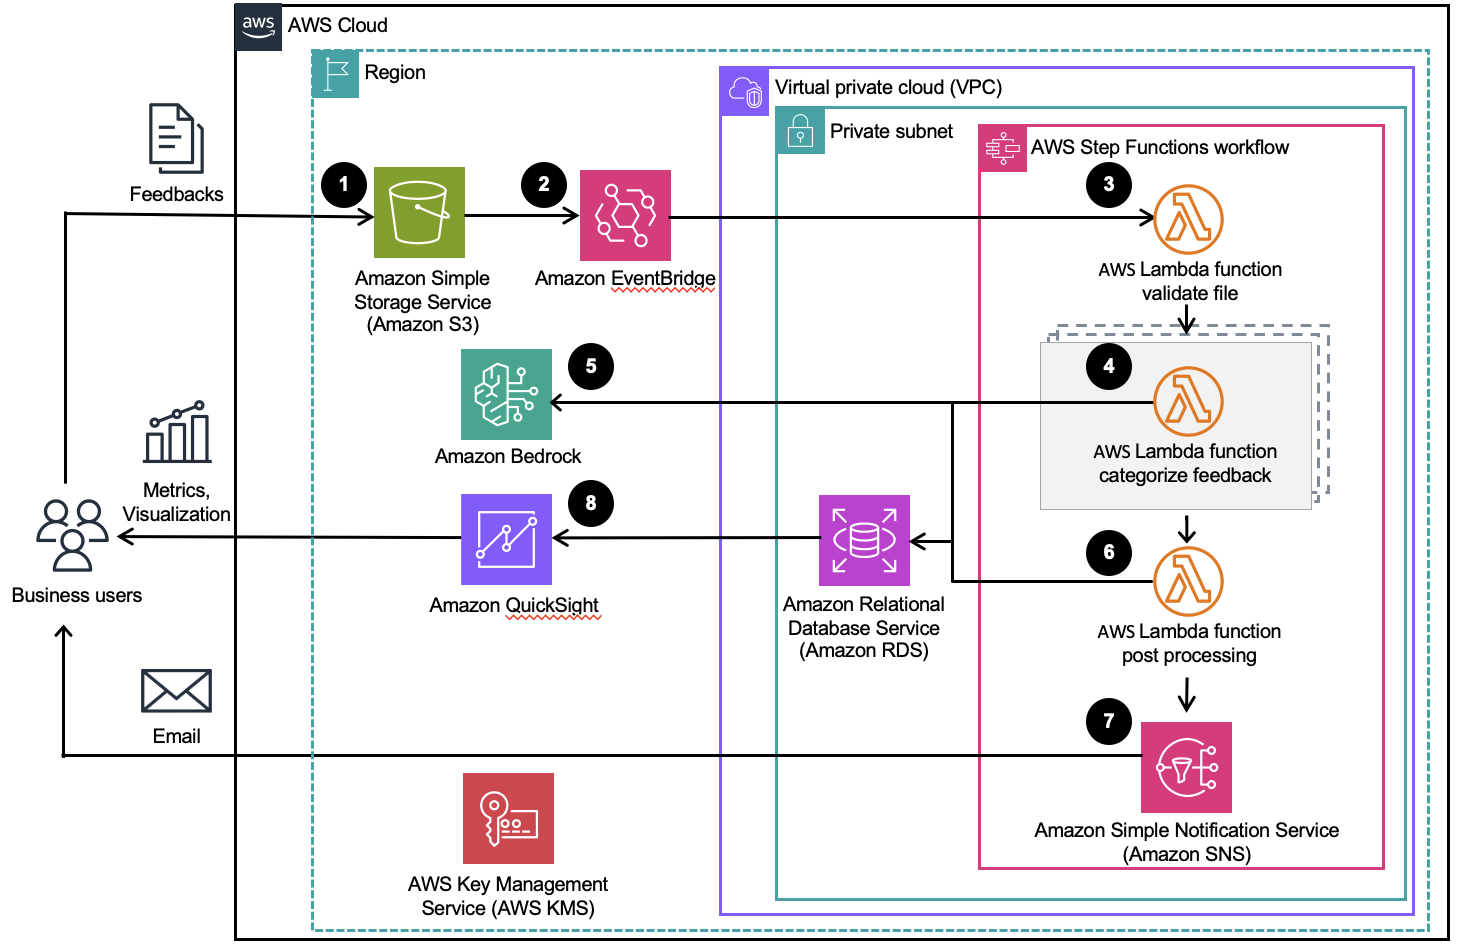 aws
AWS Cloud
Region
Virtual private cloud (VPC)
Private subnet
AWS Step Functions workflow
Feedbacks
1
2
3
Amazon Simple
Storage Service
(Amazon S3)
Amazon EventBridge
AWS Lambda function
validate file
5
4
Amazon Bedrock
AWS Lambda function
categorize feedback
Metrics,
Visualization
8
6
Business users
Amazon QuickSight
Amazon Relational
Database Service
(Amazon RDS)
AWS Lambda function
post processing
7
Email
Amazon Simple Notification Service
(Amazon SNS)
AWS Key Management
Service (AWS KMS)